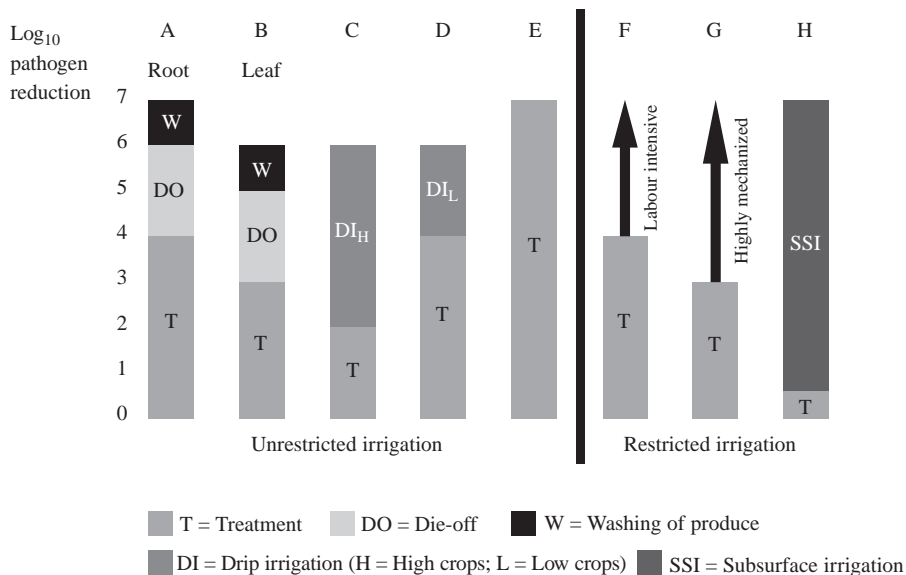 Log₁₀
pathogen
reduction
A B C D E F G H
Root Leaf
7
6
5
4
3
2
1
0
W
DO
T
W
DO
T
DI_H
T
DI_L
T
T
Labour intensive
T
Highly mechanized
T
SSI
T
Unrestricted irrigation Restricted irrigation
T = Treatment DO = Die-off W = Washing of produce
DI = Drip irrigation (H = High crops; L = Low crops) SSI = Subsurface irrigation